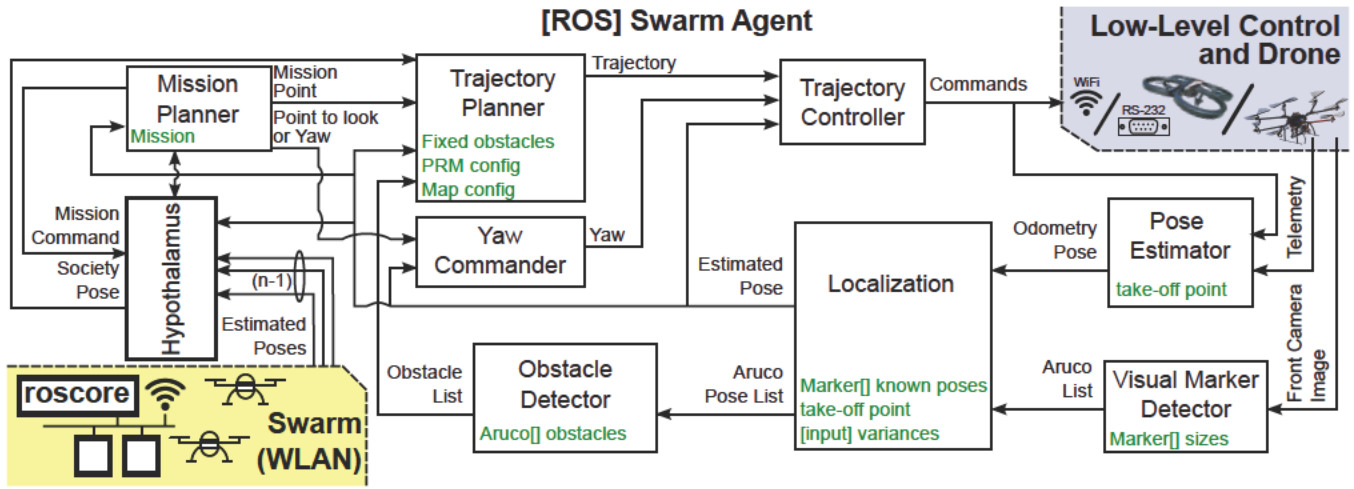 [ROS] Swarm Agent
Low-Level Control
and Drone
WiFi
RS-232
Mission
Planner
Mission
Mission
Point
Point to look
or Yaw
Trajectory
Planner
Fixed obstacles
PRM config
Map config
Trajectory
Trajectory
Controller
Commands
Hypothalamus
Mission
Command
Society
Pose
(n-1)
Estimated
Poses
Yaw
Commander
Yaw
Estimated
Pose
Localization
Marker[] known poses
take-off point
[input] variances
Odometry
Pose
Pose
Estimator
take-off point
Telemetry
Front Camera
Image
Obstacle
List
Obstacle
Detector
Aruco[] obstacles
Aruco
Pose List
Aruco
List
Visual Marker
Detector
Marker[] sizes
roscore
Swarm
(WLAN)